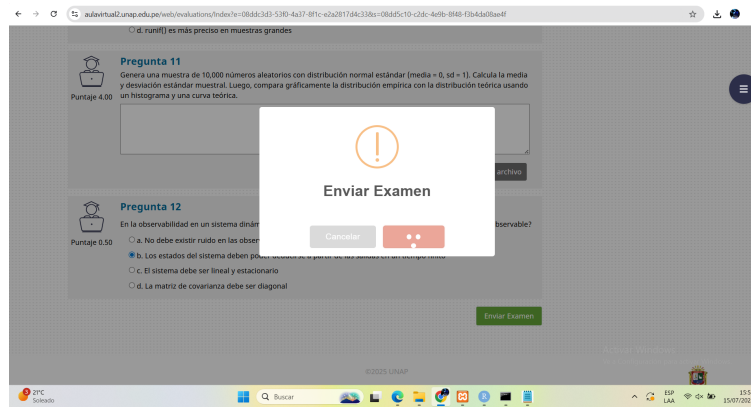 aulavirtual2.unap.edu.pe/web/evaluations/Index?e=08ddc3d3-53f0-4a37-8f1c-e2a2817d4c33&s=08dd5c10-c2dc-4e9b-8f48-f3b4da08ae4f
d. runif() es más preciso en muestras grandes
Pregunta 11
Genera una muestra de 10,000 números aleatorios con distribución normal estándar (media = 0, sd = 1). Calcula la media
y desviación estándar muestral. Luego, compara gráficamente la distribución empírica con la distribución teórica usando
Puntaje 4.00 un histograma y una curva teórica.
archivo
Enviar Examen
Cancelar
Pregunta 12
En la observabilidad en un sistema dinám observable?
Puntaje 0.50 a. No debe existir ruido en las obser
b. Los estados del sistema deben poder deducirse a partir de las salidas en un tiempo finito
c. El sistema debe ser lineal y estacionario
d. La matriz de covarianza debe ser diagonal
Enviar Examen
©2025 UNAP
21°C
Soleado
Buscar
ESP
LAA
15:5
15/07/202